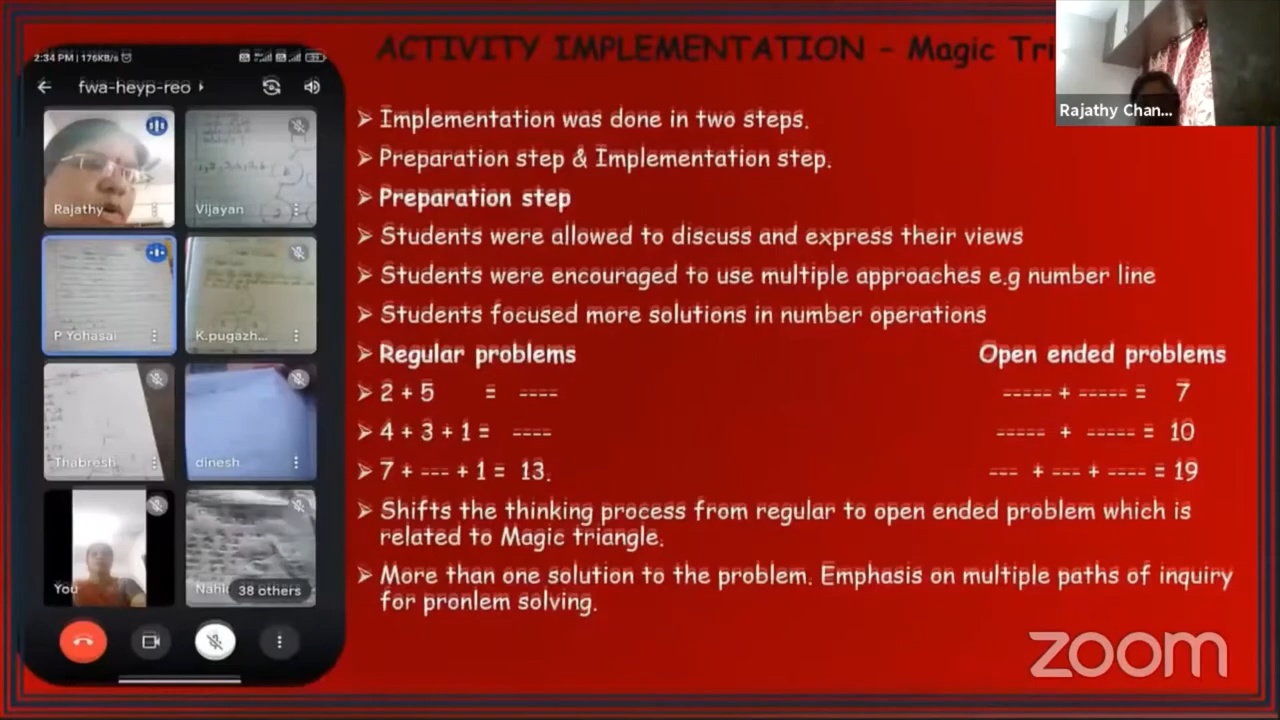 ACTIVITY IMPLEMENTATION - Magic Tri
Rajathy Chan...
2:34 PM | 176KB/s
fwa-heyp-reo
Rajathy
Vijayan
P Yohasai
K.pugazh...
Thabresh
dinesh
You
38 others
➤ Implementation was done in two steps.
➤ Preparation step & Implementation step.
➤ Preparation step
➤ Students were allowed to discuss and express their views
➤ Students were encouraged to use multiple approaches e.g number line
➤ Students focused more solutions in number operations
➤ Regular problems Open ended problems
➤ 2 + 5 = ---- ----- + ----- = 7
➤ 4 + 3 + 1 = ---- ----- + ----- = 10
➤ 7 + --- + 1 = 13. --- + --- + ---- = 19
➤ Shifts the thinking process from regular to open ended problem which is
related to Magic triangle.
➤ More than one solution to the problem. Emphasis on multiple paths of inquiry
for pronlem solving.
zoom